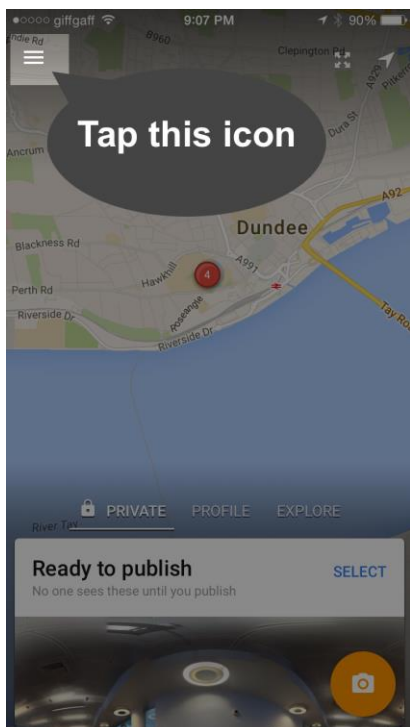 giffgaff 9:07 PM 90%
B960
Clepington Rd
A929
Dura St
Tap this icon
Ancrum
A92
Dundee
Blackness Rd
A991
Hawkhill
4
Perth Rd
Roseangle
Riverside Dr
Tay Ro
Riverside Dr
PRIVATE PROFILE EXPLORE
River Tay
Ready to publish SELECT
No one sees these until you publish